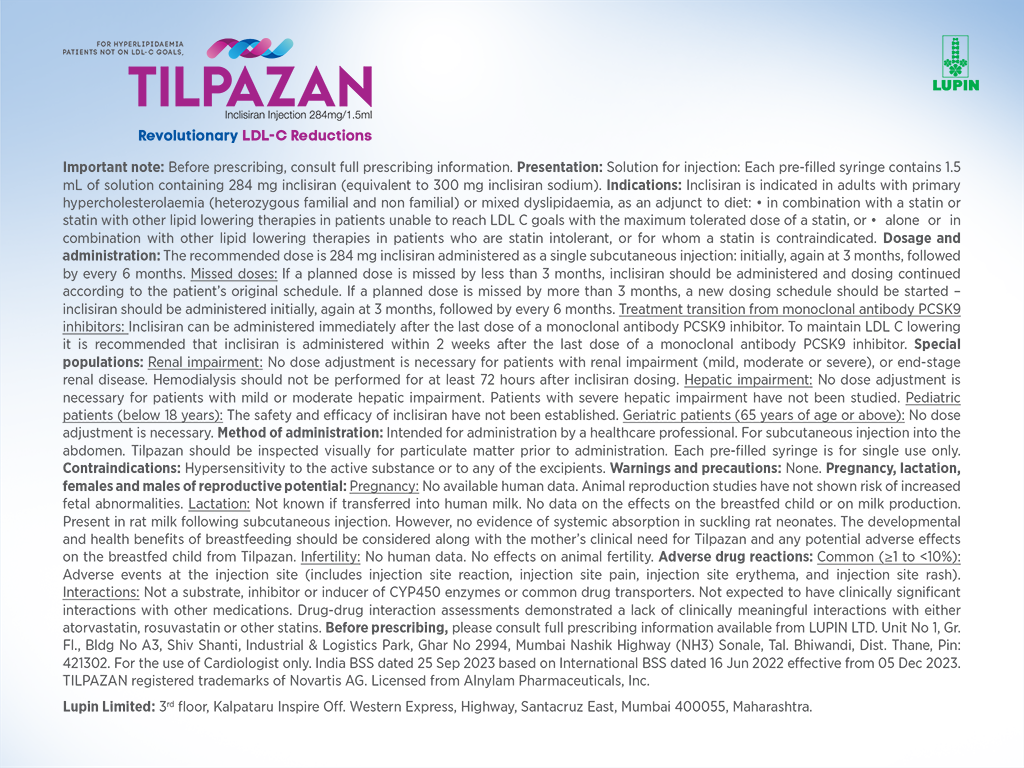 FOR HYPERLIPIDAEMIA
PATIENTS NOT ON LDL-C GOALS,
TILPAZAN
Inclisiran Injection 284mg/1.5ml
Revolutionary LDL-C Reductions
LUPIN
Important note: Before prescribing, consult full prescribing information. Presentation: Solution for injection: Each pre-filled syringe contains 1.5
mL of solution containing 284 mg inclisiran (equivalent to 300 mg inclisiran sodium). Indications: Inclisiran is indicated in adults with primary
hypercholesterolaemia (heterozygous familial and non familial) or mixed dyslipidaemia, as an adjunct to diet: • in combination with a statin or
statin with other lipid lowering therapies in patients unable to reach LDL C goals with the maximum tolerated dose of a statin, or • alone or in
combination with other lipid lowering therapies in patients who are statin intolerant, or for whom a statin is contraindicated. Dosage and
administration: The recommended dose is 284 mg inclisiran administered as a single subcutaneous injection: initially, again at 3 months, followed
by every 6 months. Missed doses: If a planned dose is missed by less than 3 months, inclisiran should be administered and dosing continued
according to the patient's original schedule. If a planned dose is missed by more than 3 months, a new dosing schedule should be started –
inclisiran should be administered initially, again at 3 months, followed by every 6 months. Treatment transition from monoclonal antibody PCSK9
inhibitors: Inclisiran can be administered immediately after the last dose of a monoclonal antibody PCSK9 inhibitor. To maintain LDL C lowering
it is recommended that inclisiran is administered within 2 weeks after the last dose of a monoclonal antibody PCSK9 inhibitor. Special
populations: Renal impairment: No dose adjustment is necessary for patients with renal impairment (mild, moderate or severe), or end-stage
renal disease. Hemodialysis should not be performed for at least 72 hours after inclisiran dosing. Hepatic impairment: No dose adjustment is
necessary for patients with mild or moderate hepatic impairment. Patients with severe hepatic impairment have not been studied. Pediatric
patients (below 18 years): The safety and efficacy of inclisiran have not been established. Geriatric patients (65 years of age or above): No dose
adjustment is necessary. Method of administration: Intended for administration by a healthcare professional. For subcutaneous injection into the
abdomen. Tilpazan should be inspected visually for particulate matter prior to administration. Each pre-filled syringe is for single use only.
Contraindications: Hypersensitivity to the active substance or to any of the excipients. Warnings and precautions: None. Pregnancy, lactation,
females and males of reproductive potential: Pregnancy: No available human data. Animal reproduction studies have not shown risk of increased
fetal abnormalities. Lactation: Not known if transferred into human milk. No data on the effects on the breastfed child or on milk production.
Present in rat milk following subcutaneous injection. However, no evidence of systemic absorption in suckling rat neonates. The developmental
and health benefits of breastfeeding should be considered along with the mother's clinical need for Tilpazan and any potential adverse effects
on the breastfed child from Tilpazan. Infertility: No human data. No effects on animal fertility. Adverse drug reactions: Common (≥1 to <10%):
Adverse events at the injection site (includes injection site reaction, injection site pain, injection site erythema, and injection site rash).
Interactions: Not a substrate, inhibitor or inducer of CYP450 enzymes or common drug transporters. Not expected to have clinically significant
interactions with other medications. Drug-drug interaction assessments demonstrated a lack of clinically meaningful interactions with either
atorvastatin, rosuvastatin or other statins. Before prescribing, please consult full prescribing information available from LUPIN LTD. Unit No 1, Gr.
Fl., Bldg No A3, Shiv Shanti, Industrial & Logistics Park, Ghar No 2994, Mumbai Nashik Highway (NH3) Sonale, Tal. Bhiwandi, Dist. Thane, Pin:
421302. For the use of Cardiologist only. India BSS dated 25 Sep 2023 based on International BSS dated 16 Jun 2022 effective from 05 Dec 2023.
TILPAZAN registered trademarks of Novartis AG. Licensed from Alnylam Pharmaceuticals, Inc.
Lupin Limited: 3rd floor, Kalpataru Inspire Off. Western Express, Highway, Santacruz East, Mumbai 400055, Maharashtra.